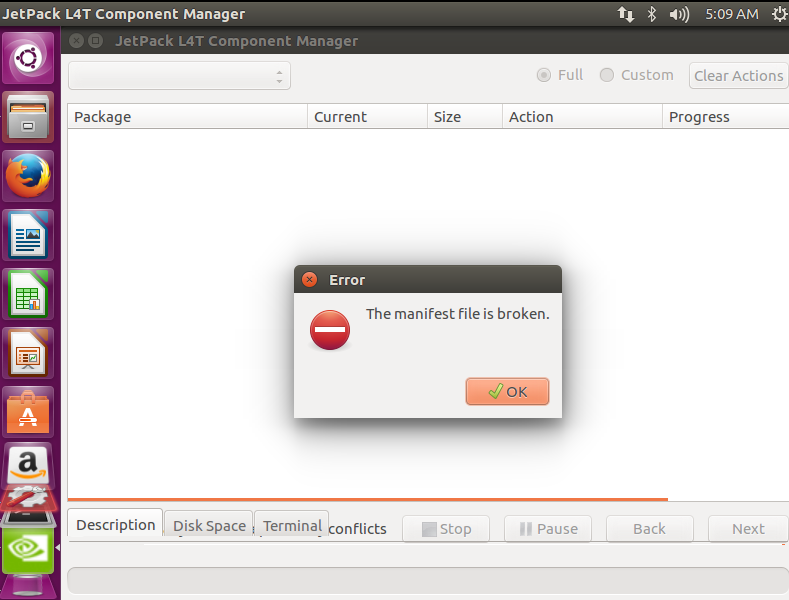 JetPack L4T Component Manager
5:09 AM
JetPack L4T Component Manager
Full
Custom
Clear Actions
Package
Current
Size
Action
Progress
Error
The manifest file is broken.
OK
Description
Disk Space
Terminal
conflicts
Stop
Pause
Back
Next